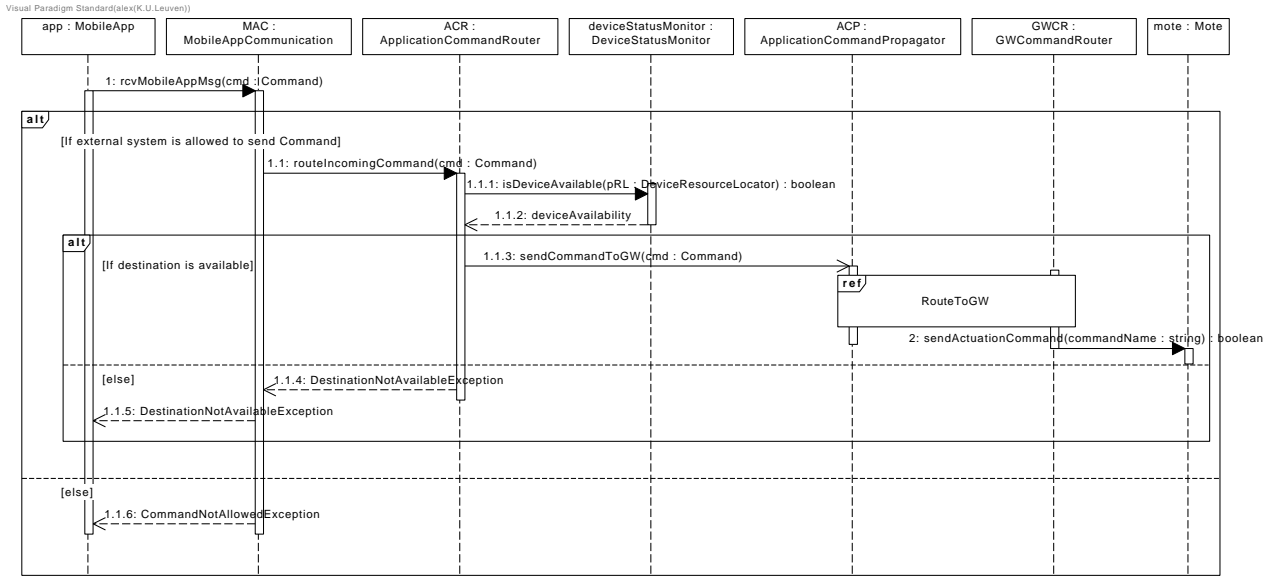 Visual Paradigm Standard(alex(K.U.Leuven))
app : MobileApp
MAC :
MobileAppCommunication
ACR :
ApplicationCommandRouter
deviceStatusMonitor :
DeviceStatusMonitor
ACP :
ApplicationCommandPropagator
GWCR :
GWCommandRouter
mote : Mote
1: rcvMobileAppMsg(cmd : Command)
alt
[If external system is allowed to send Command]
1.1: routeIncomingCommand(cmd : Command)
1.1.1: isDeviceAvailable(pRL : DeviceResourceLocator) : boolean
1.1.2: deviceAvailability
alt
[If destination is available]
1.1.3: sendCommandToGW(cmd : Command)
ref
RouteToGW
2: sendActuationCommand(commandName : string) : boolean
[else]
1.1.4: DestinationNotAvailableException
1.1.5: DestinationNotAvailableException
[else]
1.1.6: CommandNotAllowedException